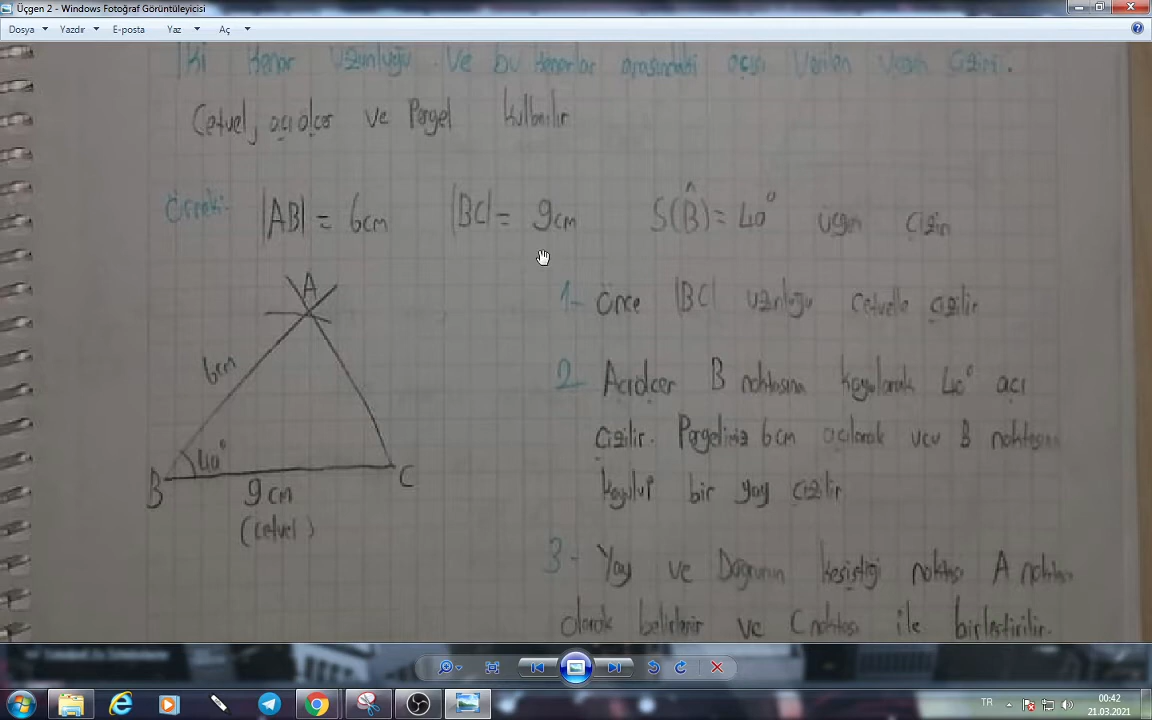 Üçgen 2 - Windows Fotoğraf Görüntüleyicisi
Dosya Yazdır E-posta Yaz Aç
İki Kenar Uzunluğu ve bu kenarlar arasındaki açısı Verilen üçgen Çizimi.
Cetvel, açıölçer ve Pergel kullanılır
Örnek:- |AB| = 6cm |BC| = 9cm S(B̂) = 40° üçgen çizin
A
6cm
40°
B C
9cm
(cetvel)
1- Önce |BC| uzunluğu cetvelle çizilir
2- Açıölçer B noktasına koyularak 40° açı
çizilir. Pergelimiz 6cm açılarak ucu B noktasına
koyulup bir yay çizilir
3- Yay ve Doğrunun kesiştiği noktası A noktası
olarak belirlenir ve C noktası ile birleştirilir.
TR
00:42
21.03.2021